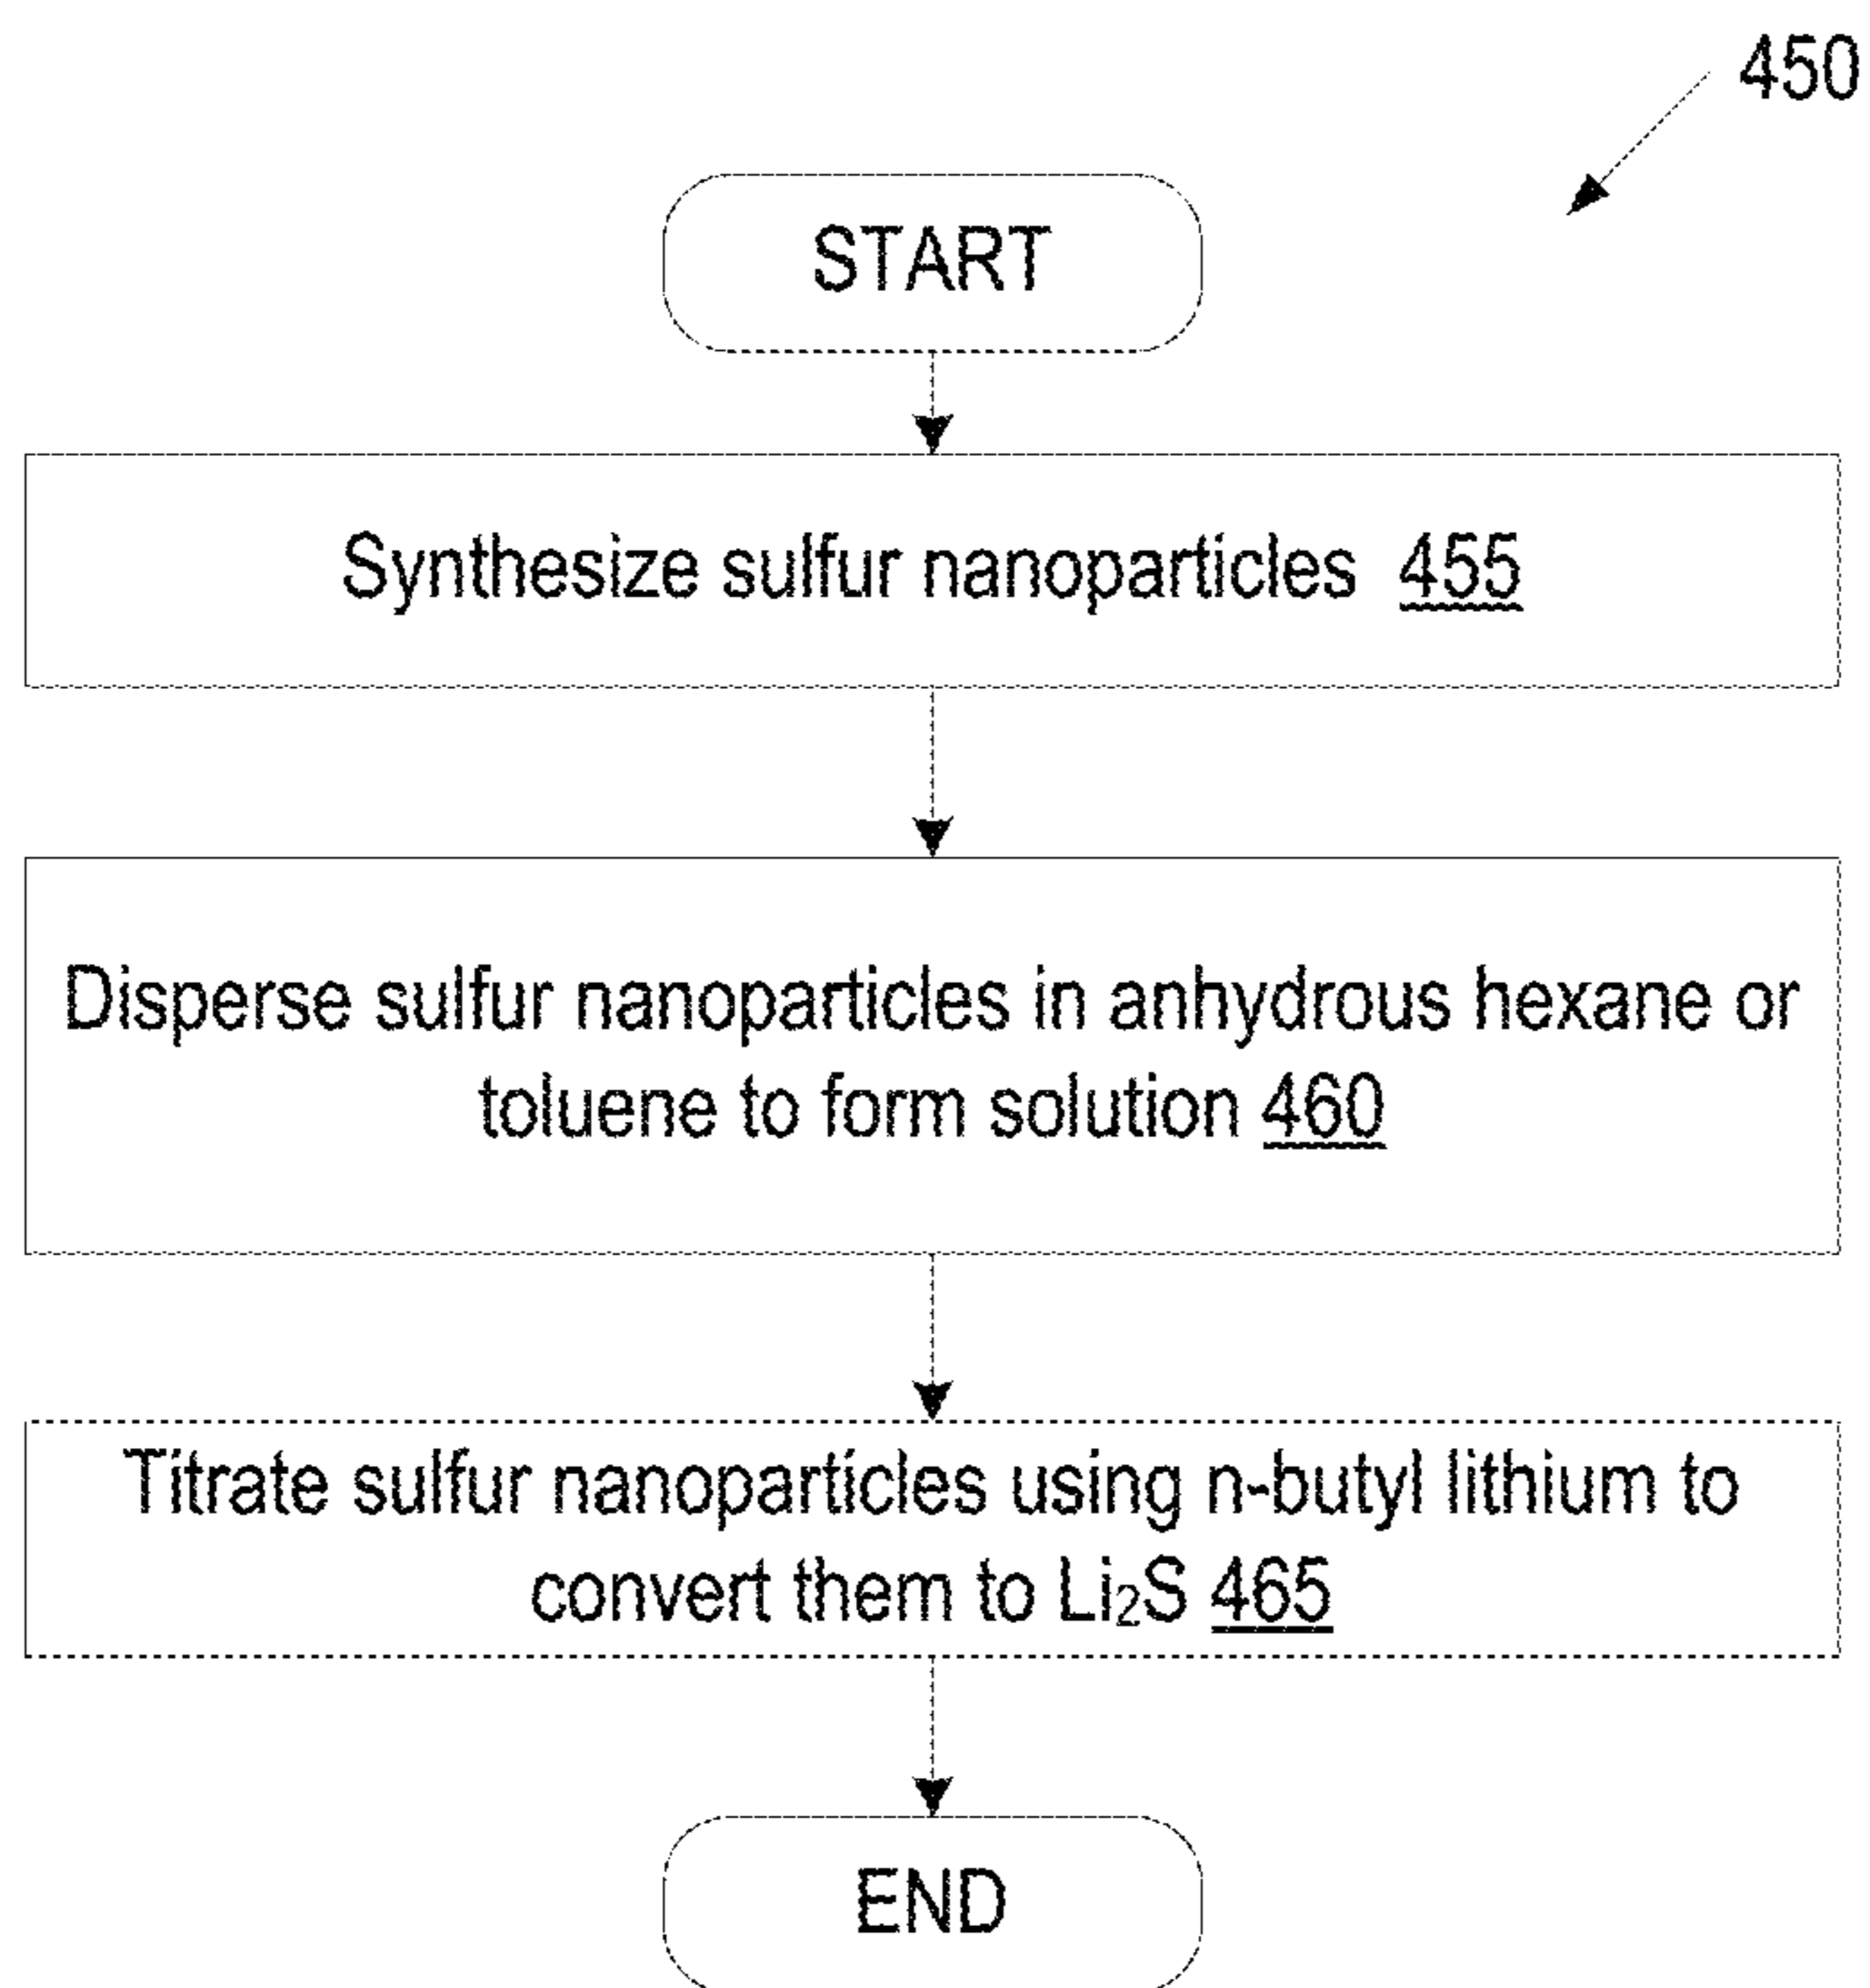 450
START
Synthesize sulfur nanoparticles 455
Disperse sulfur nanoparticles in anhydrous hexane or
toluene to form solution 460
Titrate sulfur nanoparticles using n-butyl lithium to
convert them to Li₂S 465
END